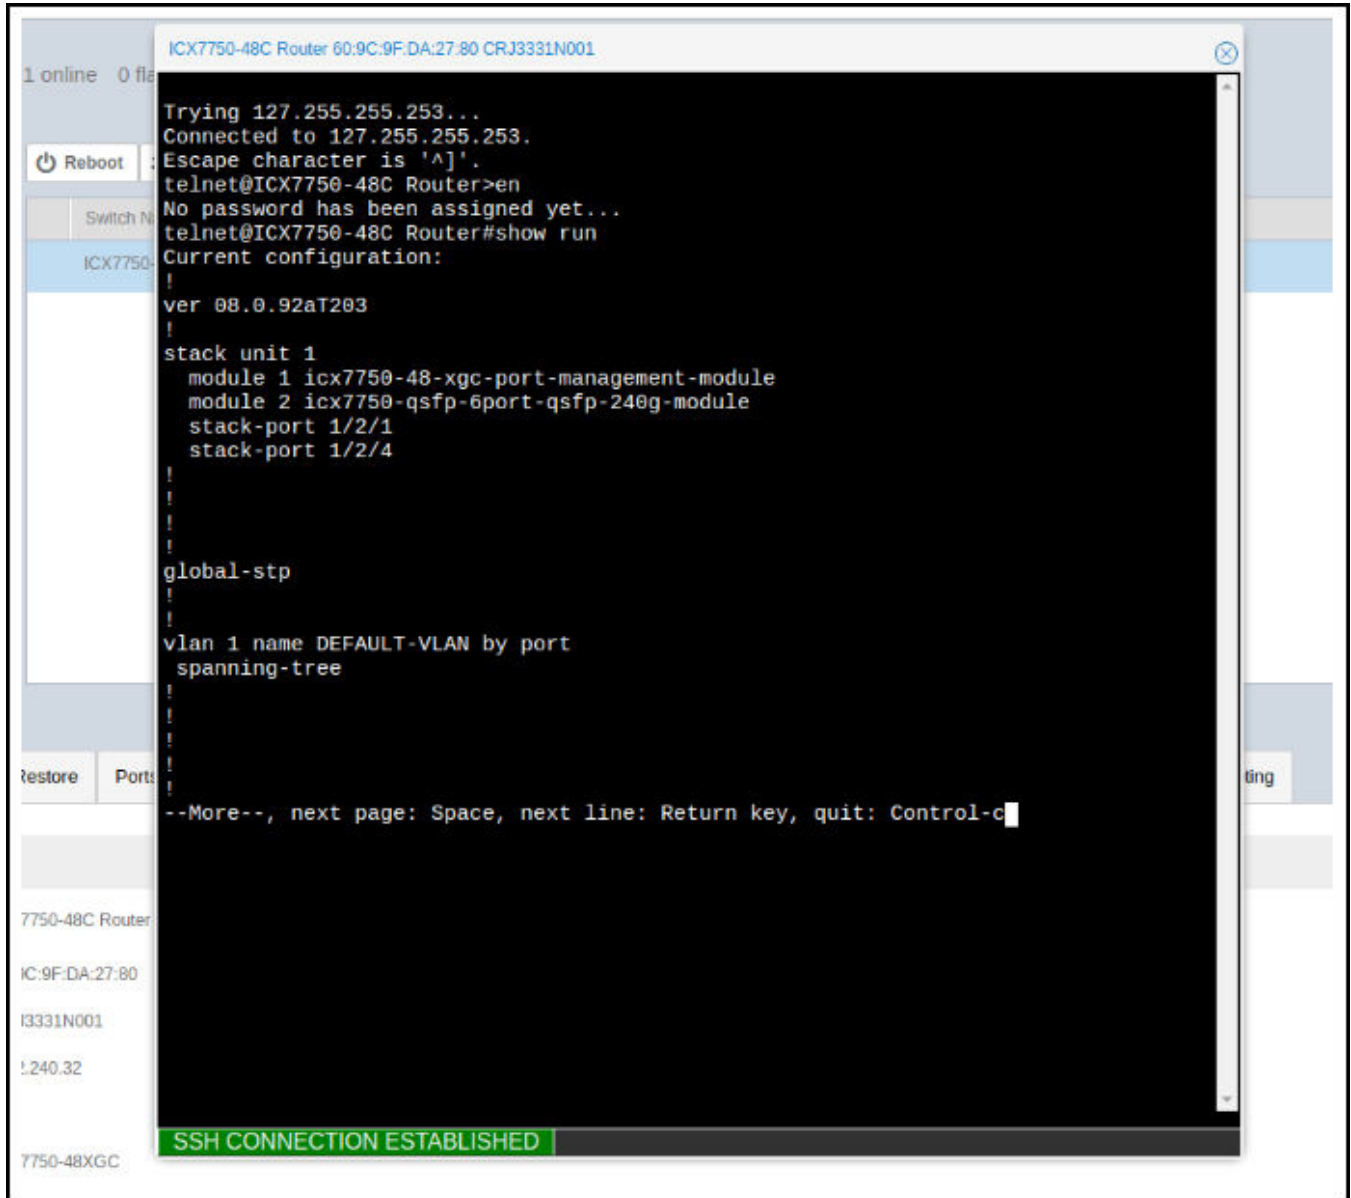 ICX7750-48C Router 60:9C:9F:DA:27:80 CRJ3331N001
1 online 0 fla
Reboot
Switch N
ICX7750-
Trying 127.255.255.253...
Connected to 127.255.255.253.
Escape character is '^]'.
telnet@ICX7750-48C Router>en
No password has been assigned yet...
telnet@ICX7750-48C Router#show run
Current configuration:
!
ver 08.0.92aT203
!
stack unit 1
module 1 icx7750-48-xgc-port-management-module
module 2 icx7750-qsfp-6port-qsfp-240g-module
stack-port 1/2/1
stack-port 1/2/4
!
!
!
!
global-stp
!
!
vlan 1 name DEFAULT-VLAN by port
spanning-tree
!
!
!
!
!
--More--, next page: Space, next line: Return key, quit: Control-c
SSH CONNECTION ESTABLISHED
Restore Ports ting
7750-48C Router
9C:9F:DA:27:80
J3331N001
2.240.32
7750-48XGC